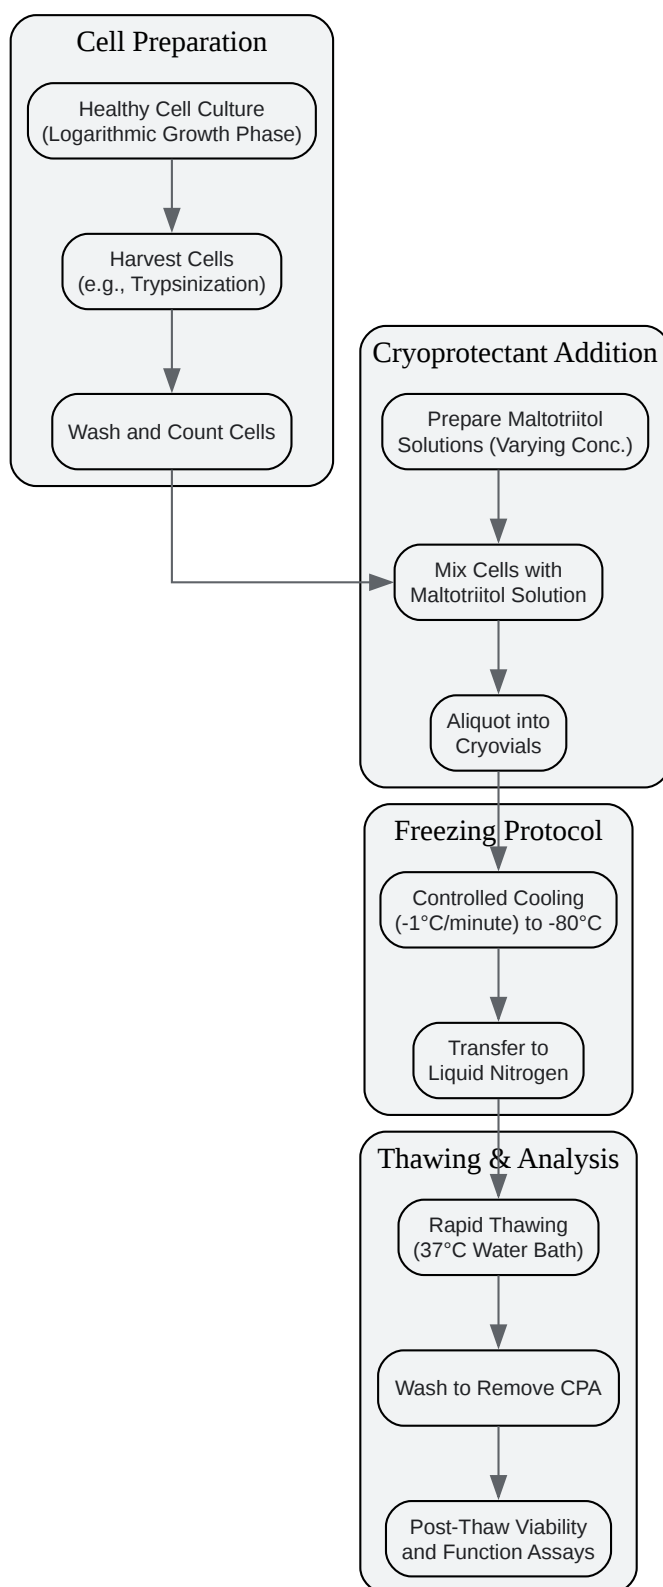 Cell Preparation
Healthy Cell Culture
(Logarithmic Growth Phase)
Harvest Cells
(e.g., Trypsinization)
Wash and Count Cells
Cryoprotectant Addition
Prepare Maltotriitol
Solutions (Varying Conc.)
Mix Cells with
Maltotriitol Solution
Aliquot into
Cryovials
Freezing Protocol
Controlled Cooling
(-1°C/minute) to -80°C
Transfer to
Liquid Nitrogen
Thawing & Analysis
Rapid Thawing
(37°C Water Bath)
Wash to Remove CPA
Post-Thaw Viability
and Function Assays